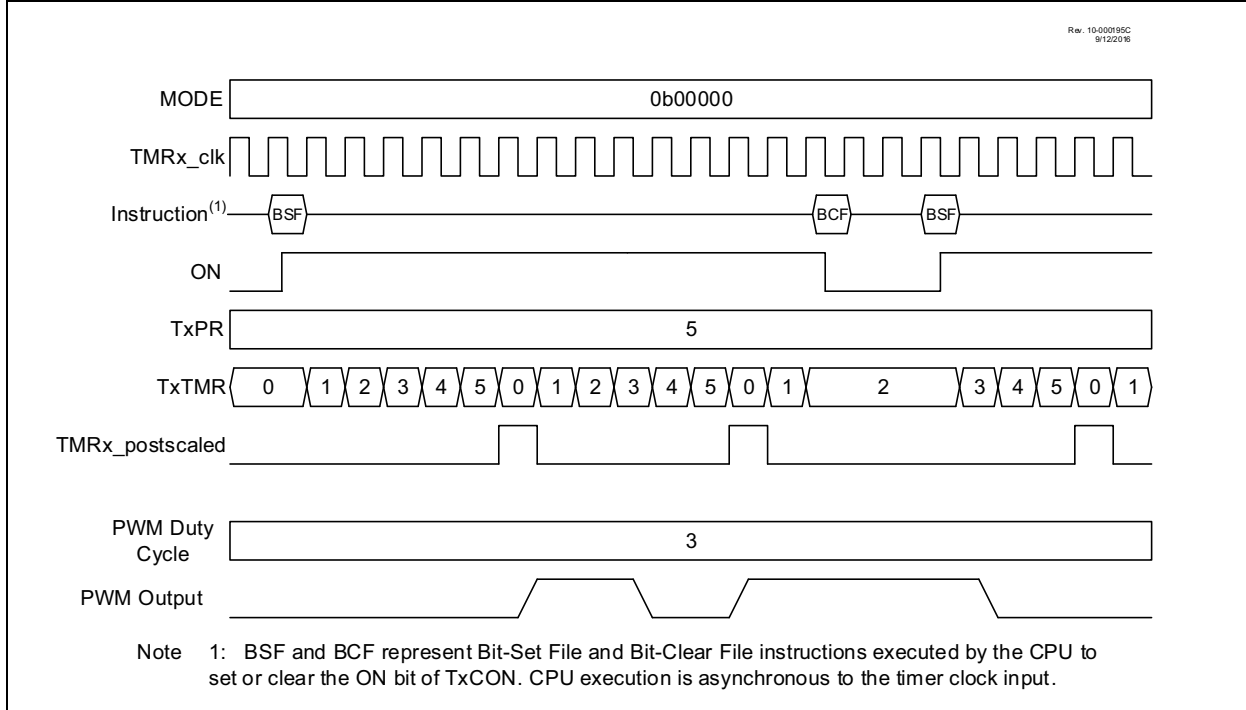 Rev. 10-000195C
9/12/2016
MODE 0b00000
TMRx_clk
Instruction(1) BSF BCF BSF
ON
TxPR 5
TxTMR 0 1 2 3 4 5 0 1 2 3 4 5 0 1 2 3 4 5 0 1
TMRx_postscaled
PWM Duty
Cycle
3
PWM Output
Note 1: BSF and BCF represent Bit-Set File and Bit-Clear File instructions executed by the CPU to
set or clear the ON bit of TxCON. CPU execution is asynchronous to the timer clock input.